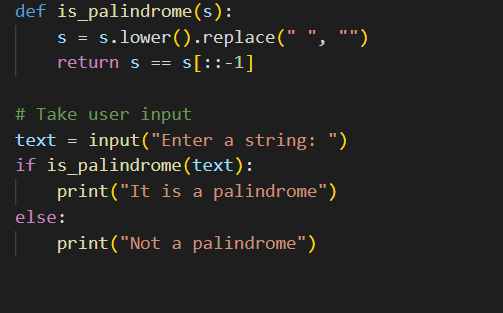 def is_palindrome(s):
    s = s.lower().replace(" ", "")
    return s == s[::-1]

# Take user input
text = input("Enter a string: ")
if is_palindrome(text):
    print("It is a palindrome")
else:
    print("Not a palindrome")